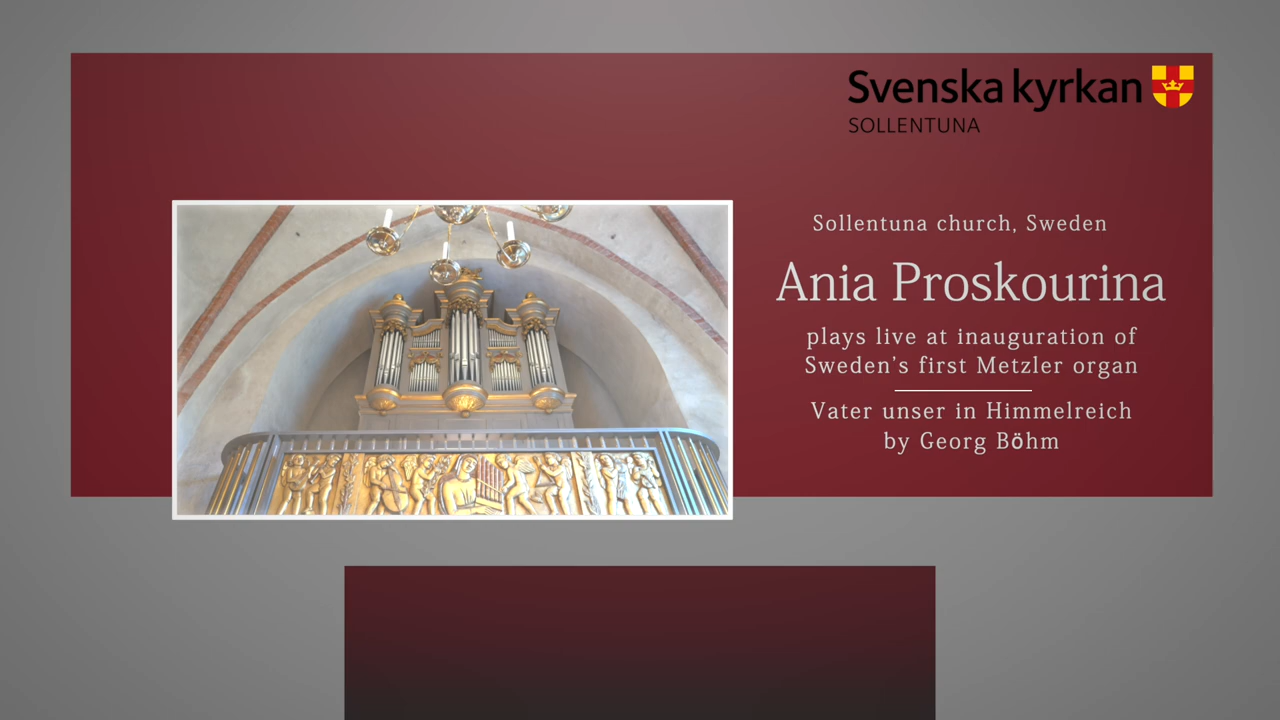 Svenska kyrkan
SOLLENTUNA
Sollentuna church, Sweden
Ania Proskourina
plays live at inauguration of
Sweden's first Metzler organ
Vater unser in Himmelreich
by Georg Böhm